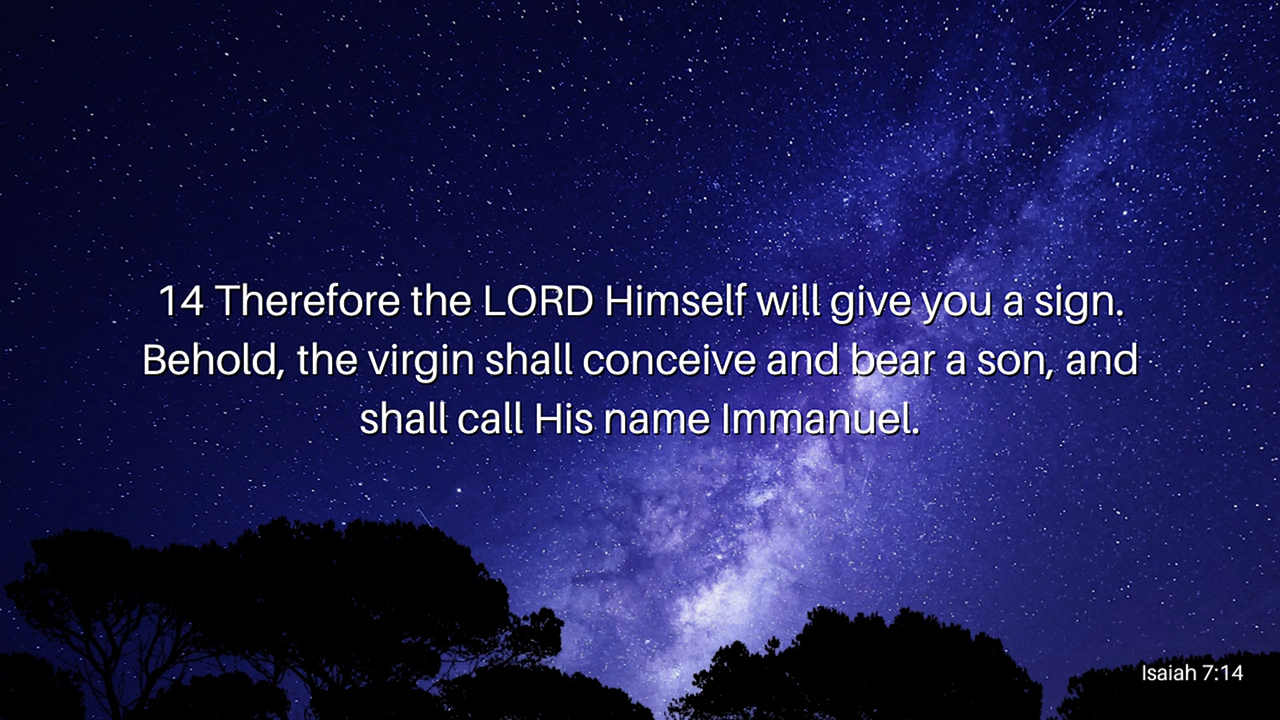 14 Therefore the LORD Himself will give you a sign.
Behold, the virgin shall conceive and bear a son, and
shall call His name Immanuel.
Isaiah 7:14